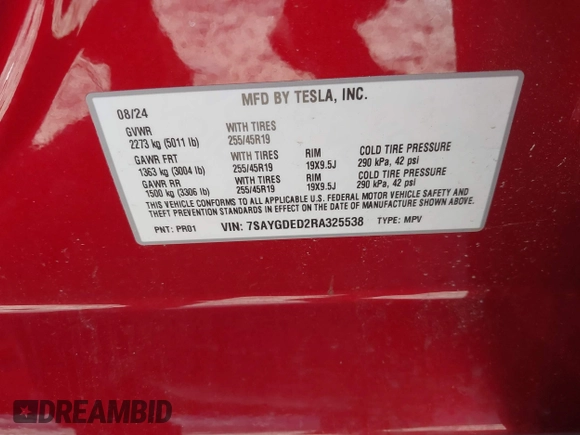 MFD BY TESLA, INC.
08/24
GVWR WITH TIRES
2273 kg (5011 lb) 255/45R19
GAWR FRT WITH TIRES RIM COLD TIRE PRESSURE
1363 kg (3004 lb) 255/45R19 19X9.5J 290 kPa, 42 psi
GAWR RR WITH TIRES RIM COLD TIRE PRESSURE
1500 kg (3306 lb) 255/45R19 19X9.5J 290 kPa, 42 psi
THIS VEHICLE CONFORMS TO ALL APPLICABLE U.S. FEDERAL MOTOR VEHICLE SAFETY AND
THEFT PREVENTION STANDARDS IN EFFECT ON THE DATE OF MANUFACTURE SHOWN ABOVE.
PNT: PR01 VIN: 7SAYGDED2RA325538 TYPE: MPV
DREAMBID